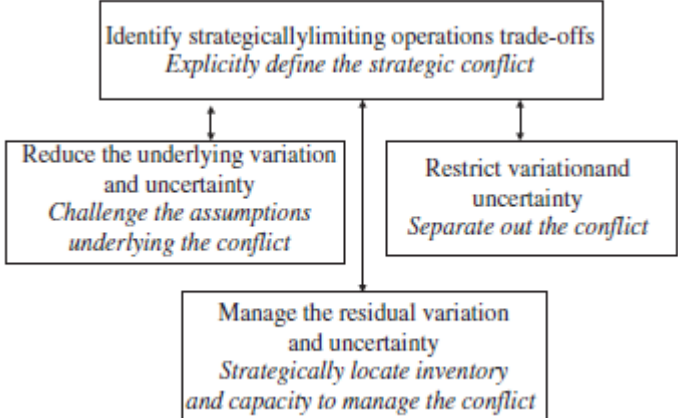 Identify strategicallylimiting operations trade-offs
Explicitly define the strategic conflict
Reduce the underlying variation
and uncertainty
Challenge the assumptions
underlying the conflict
Restrict variationand
uncertainty
Separate out the conflict
Manage the residual variation
and uncertainty
Strategically locate inventory
and capacity to manage the conflict